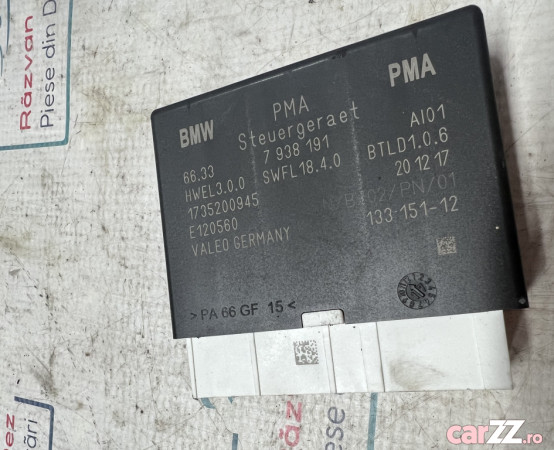 Răzvan
Piese din D
BMW PMA PMA
Steuergeraet
66.33 7 938 191 AI01
HWEL3.0.0 SWFL18.4.0 BTLD1.0.6
1735200945 20 12 17
E120560 02/PN/01
VALEO GERMANY 133 151-12
> PA 66 GF 15 <
Piese
carzz.ro